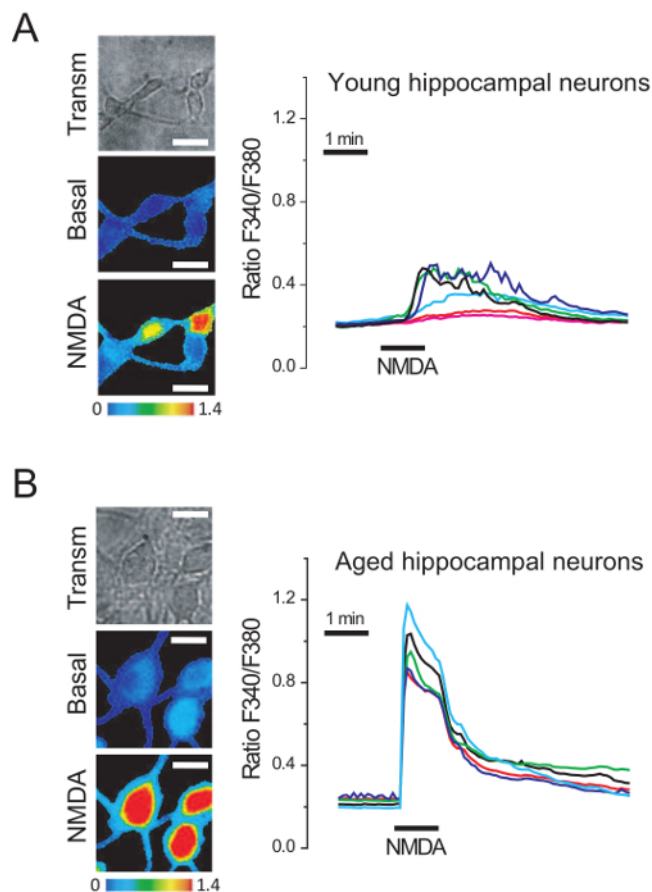 A
Transm
Basal
NMDA
0 1.4
Young hippocampal neurons
1 min
Ratio F340/F380
1.2
0.8
0.4
0.0
NMDA
B
Transm
Basal
NMDA
0 1.4
Aged hippocampal neurons
1 min
Ratio F340/F380
1.2
0.8
0.4
0.0
NMDA